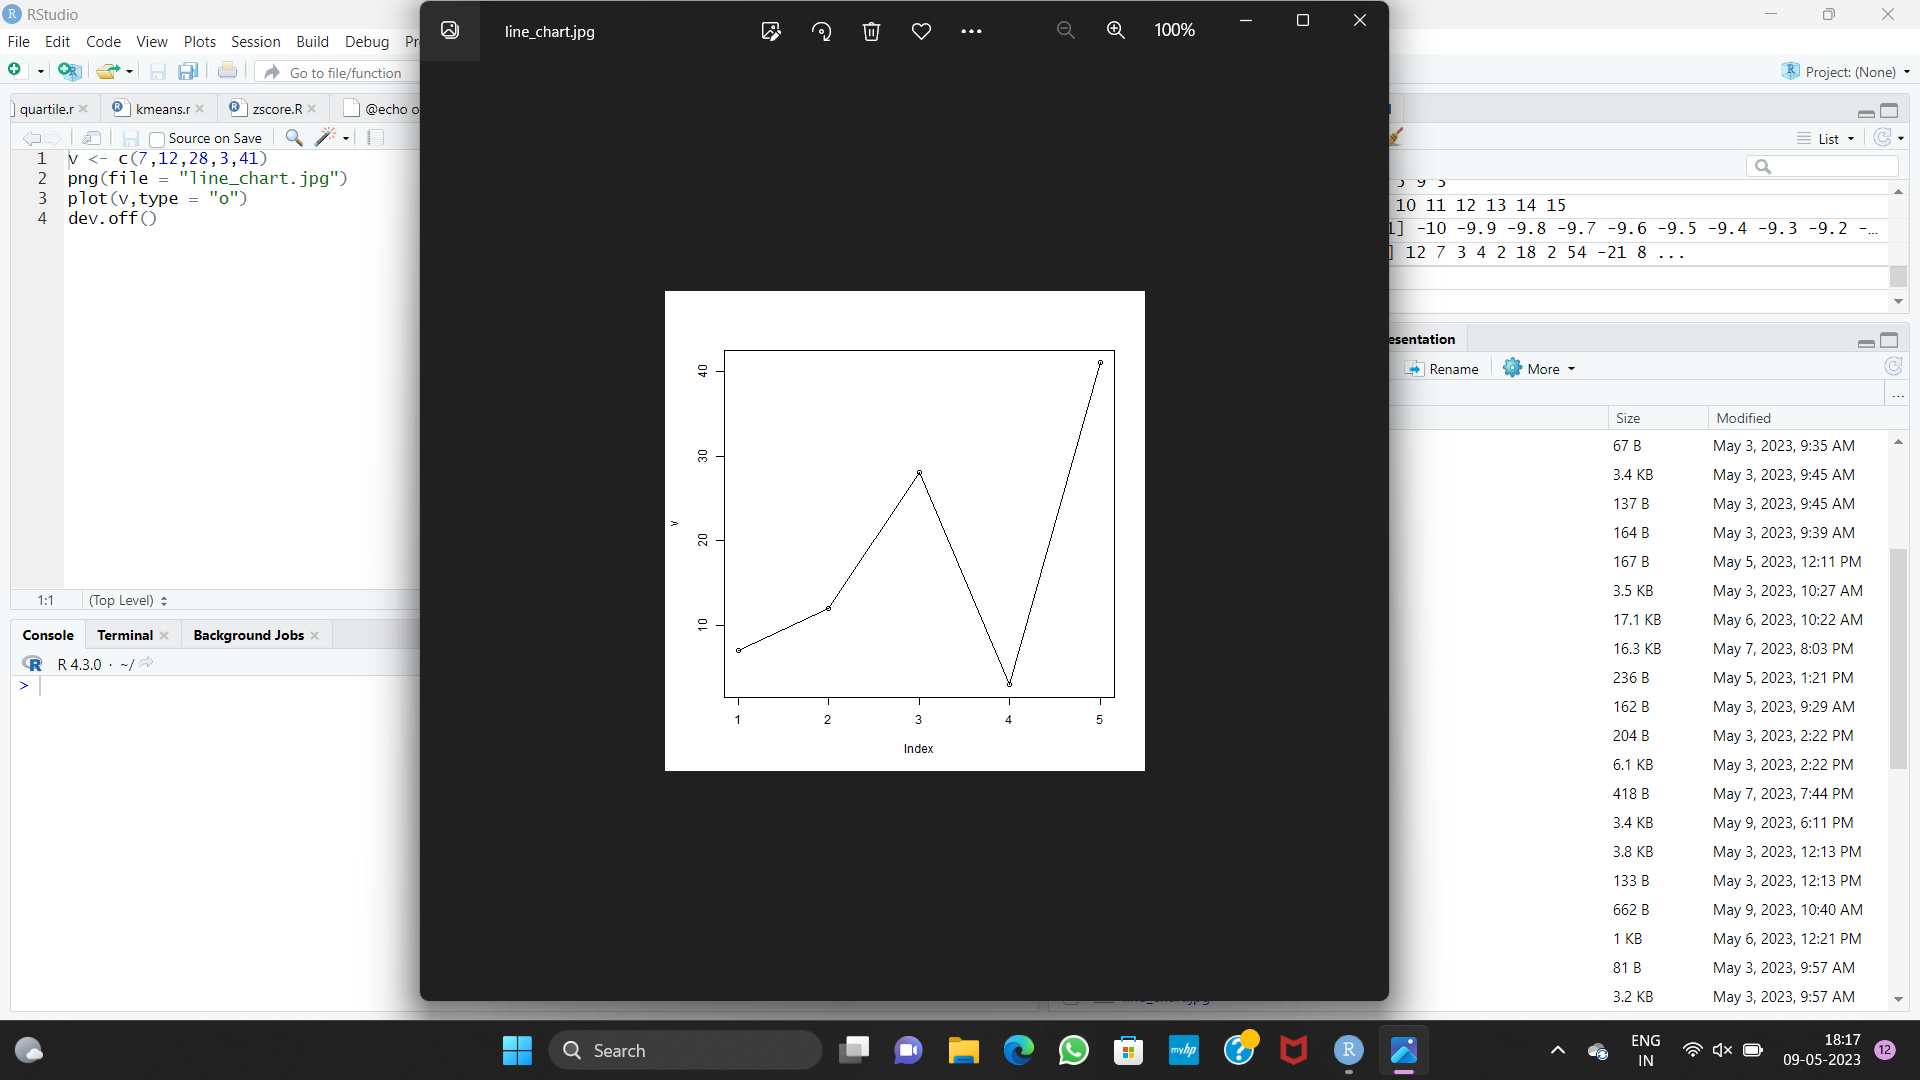 RStudio
File Edit Code View Plots Session Build Debug
Go to file/function
Project: (None)
quartile.r kmeans.r zscore.R @echo o
Source on Save
1 v <- c(7,12,28,3,41)
2 png(file = "line_chart.jpg")
3 plot(v,type = "o")
4 dev.off()
1:1 (Top Level)
Console Terminal Background Jobs
R 4.3.0 · ~/
>
line_chart.jpg
100%
40
30
20
10
v
1 2 3 4 5
Index
List
5 9 3
10 11 12 13 14 15
1] -10 -9.9 -9.8 -9.7 -9.6 -9.5 -9.4 -9.3 -9.2 -…
] 12 7 3 4 2 18 2 54 -21 8 ...
esentation
Rename More
...
Size Modified
67 B May 3, 2023, 9:35 AM
3.4 KB May 3, 2023, 9:45 AM
137 B May 3, 2023, 9:45 AM
164 B May 3, 2023, 9:39 AM
167 B May 5, 2023, 12:11 PM
3.5 KB May 3, 2023, 10:27 AM
17.1 KB May 6, 2023, 10:22 AM
16.3 KB May 7, 2023, 8:03 PM
236 B May 5, 2023, 1:21 PM
162 B May 3, 2023, 9:29 AM
204 B May 3, 2023, 2:22 PM
6.1 KB May 3, 2023, 2:22 PM
418 B May 7, 2023, 7:44 PM
3.4 KB May 9, 2023, 6:11 PM
3.8 KB May 3, 2023, 12:13 PM
133 B May 3, 2023, 12:13 PM
662 B May 9, 2023, 10:40 AM
1 KB May 6, 2023, 12:21 PM
81 B May 3, 2023, 9:57 AM
3.2 KB May 3, 2023, 9:57 AM
Search
myhp
ENG
IN
18:17
09-05-2023
12